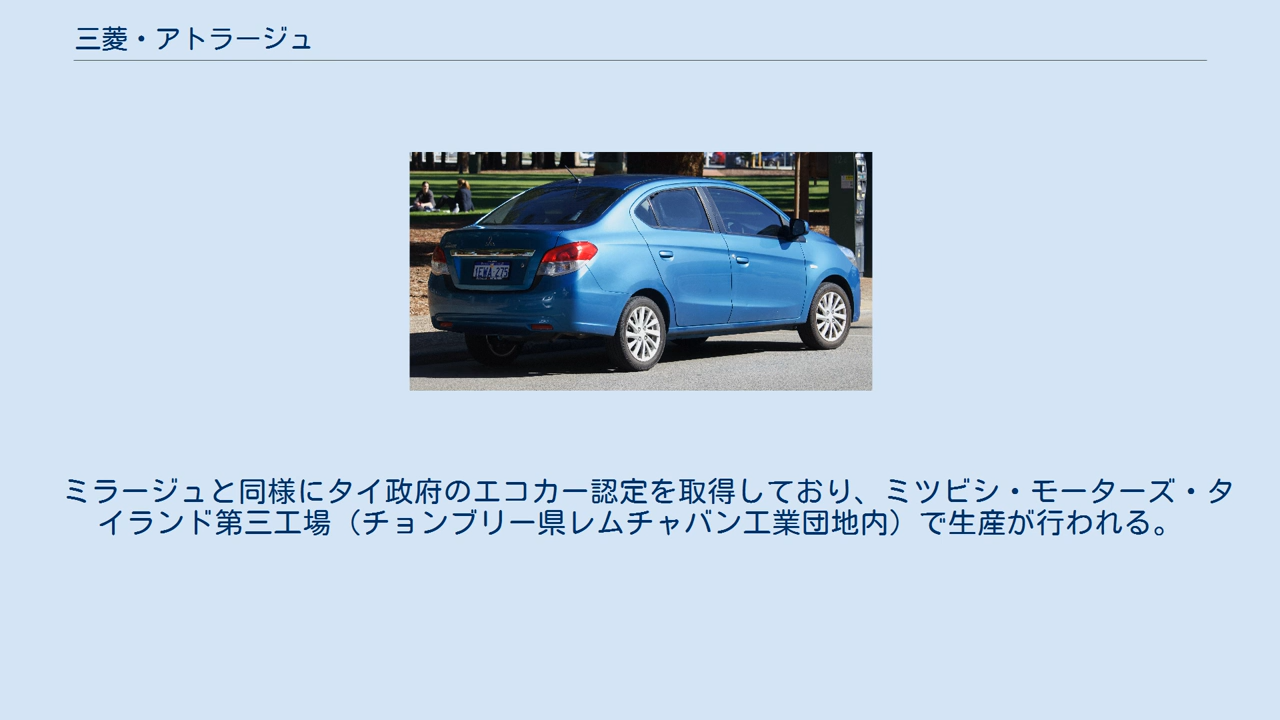 三菱・アトラージュ
ミラージュと同様にタイ政府のエコカー認定を取得しており、ミツビシ・モーターズ・タ
イランド第三工場（チョンブリー県レムチャバン工業団地内）で生産が行われる。